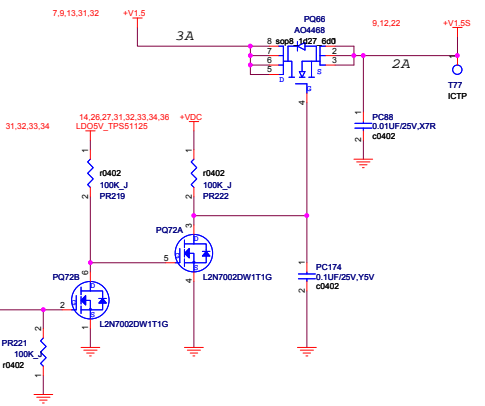 7,9,13,31,32
+V1.5
3A
PQ66
AO4468
sop8_1d27_6d0
8
7
6
5
D
1
2
3
S
G
4
9,12,22
+V1.5S
2A
T77
ICTP
1
PC88
0.01UF/25V,X7R
c0402
2
31,32,33,34
14,26,27,31,32,33,34,36
LDO5V_TPS51125
+VDC
1
r0402
100K_J
PR219
2
1
r0402
100K_J
PR222
2
PQ72A
3
D
5
G
S
4
L2N7002DW1T1G
PQ72B
6
D
2
G
S
1
L2N7002DW1T1G
1
PC174
0.1UF/25V,Y5V
c0402
2
2
PR221
100K_J
r0402
1